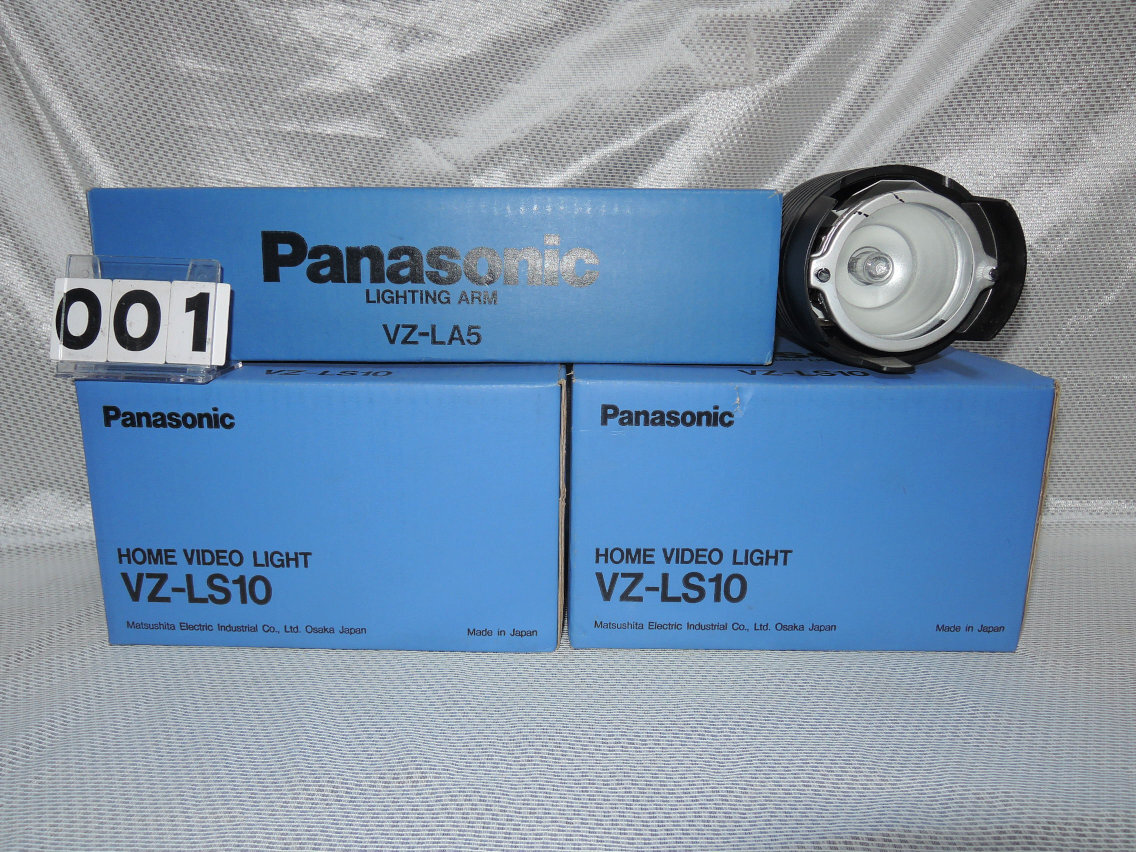 Panasonic
LIGHTING ARM
VZ-LA5
001
VZ-LS10
Panasonic
HOME VIDEO LIGHT
VZ-LS10
Matsushita Electric Industrial Co., Ltd. Osaka Japan
Made in Japan
VZ-LS10
Panasonic
HOME VIDEO LIGHT
VZ-LS10
Matsushita Electric Industrial Co., Ltd. Osaka Japan
Made in Japan